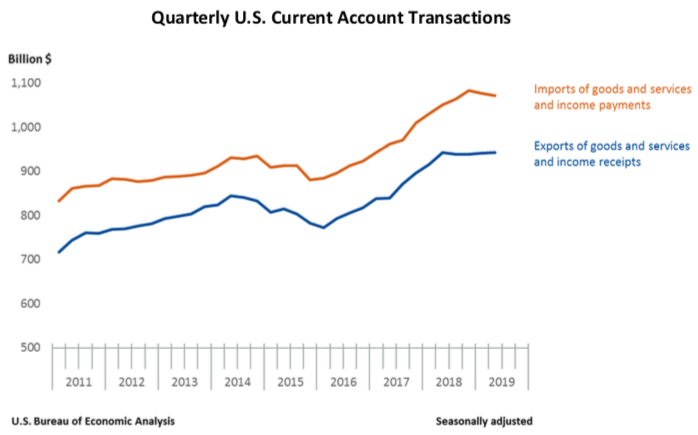 Quarterly U.S. Current Account Transactions
Billion $
1,100
1,000
900
800
700
600
500
Imports of goods and services
and income payments
Exports of goods and services
and income receipts
2011 2012 2013 2014 2015 2016 2017 2018 2019
U.S. Bureau of Economic Analysis
Seasonally adjusted